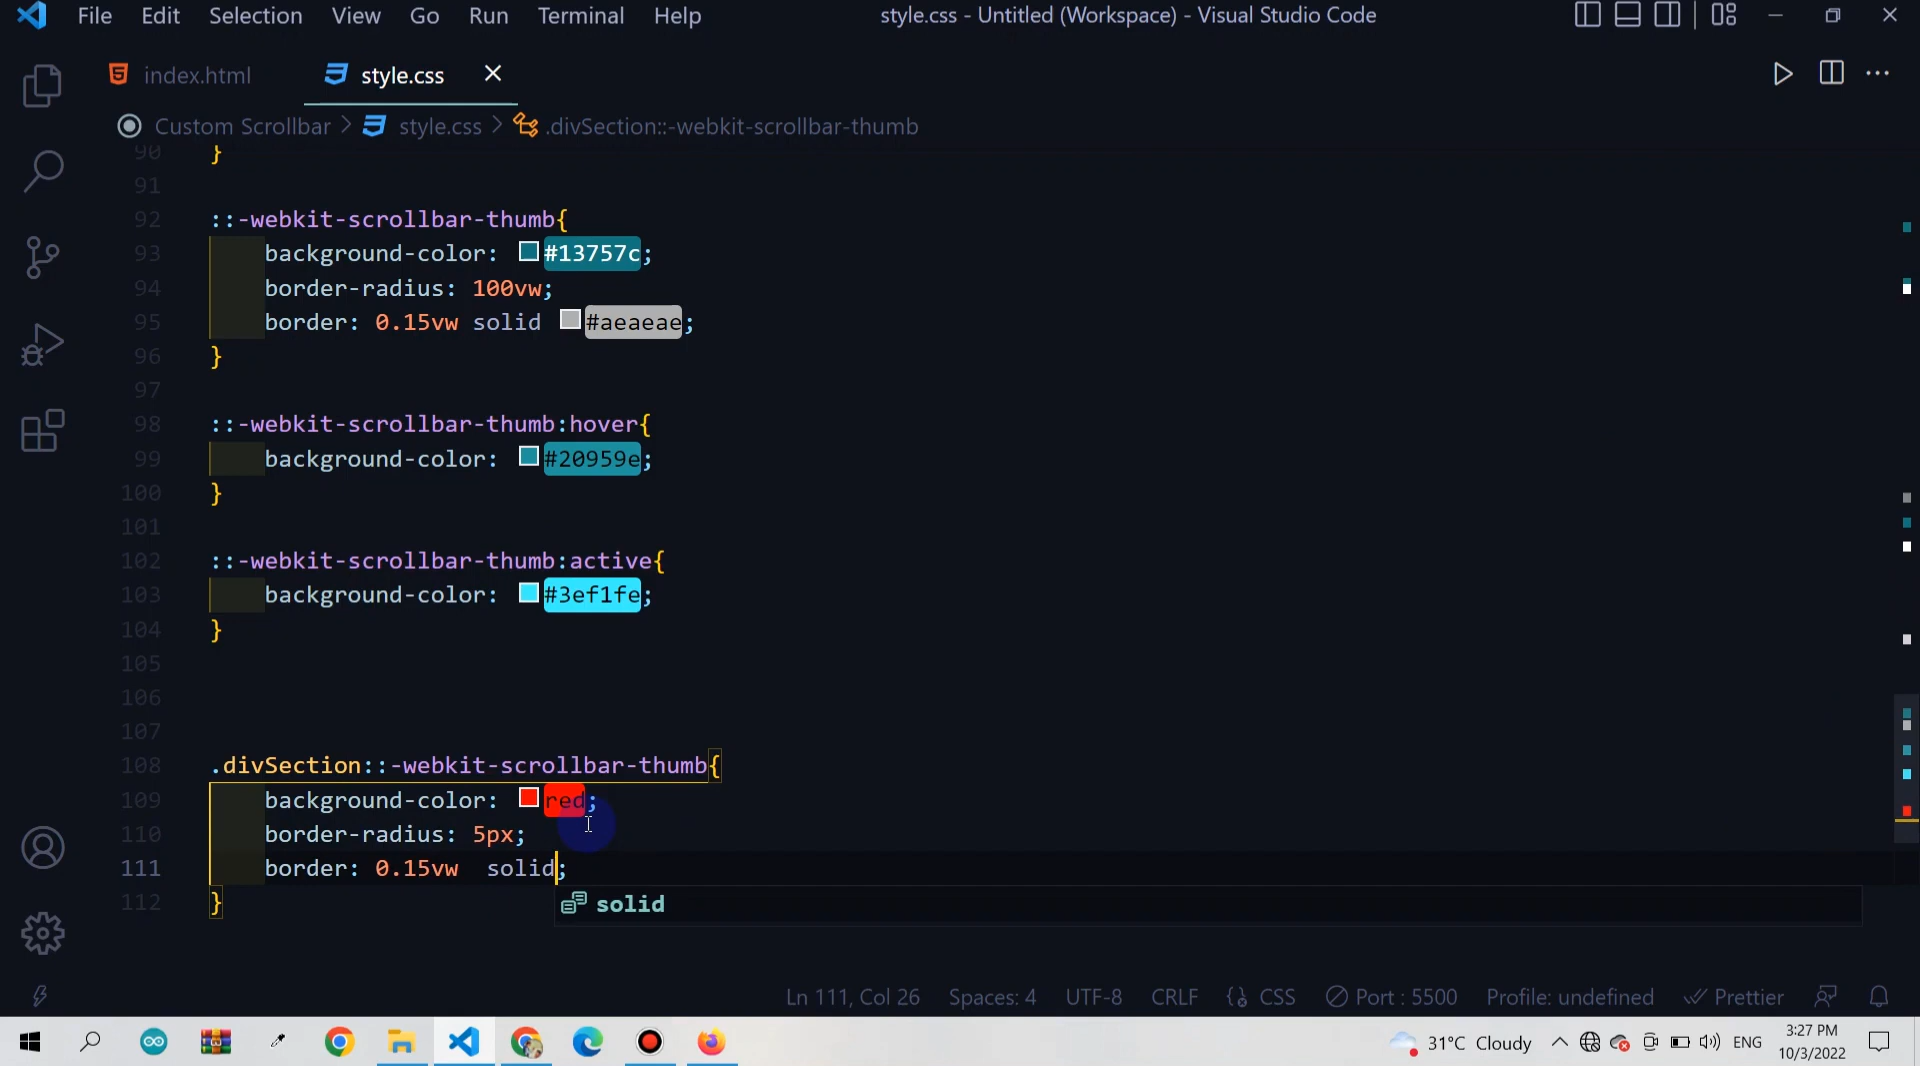 File Edit Selection View Go Run Terminal Help style.css - Untitled (Workspace) - Visual Studio Code
index.html style.css
Custom Scrollbar > style.css > .divSection::-webkit-scrollbar-thumb
90 }
91
92 ::-webkit-scrollbar-thumb{
93 background-color: #13757c;
94 border-radius: 100vw;
95 border: 0.15vw solid #aeaeae;
96 }
97
98 ::-webkit-scrollbar-thumb:hover{
99 background-color: #20959e;
100 }
101
102 ::-webkit-scrollbar-thumb:active{
103 background-color: #3ef1fe;
104 }
105
106
107
108 .divSection::-webkit-scrollbar-thumb{
109 background-color: red;
110 border-radius: 5px;
111 border: 0.15vw  solid;
112 }
solid
Ln 111, Col 26 Spaces: 4 UTF-8 CRLF {} CSS Port : 5500 Profile: undefined Prettier
31°C Cloudy ENG 3:27 PM
10/3/2022